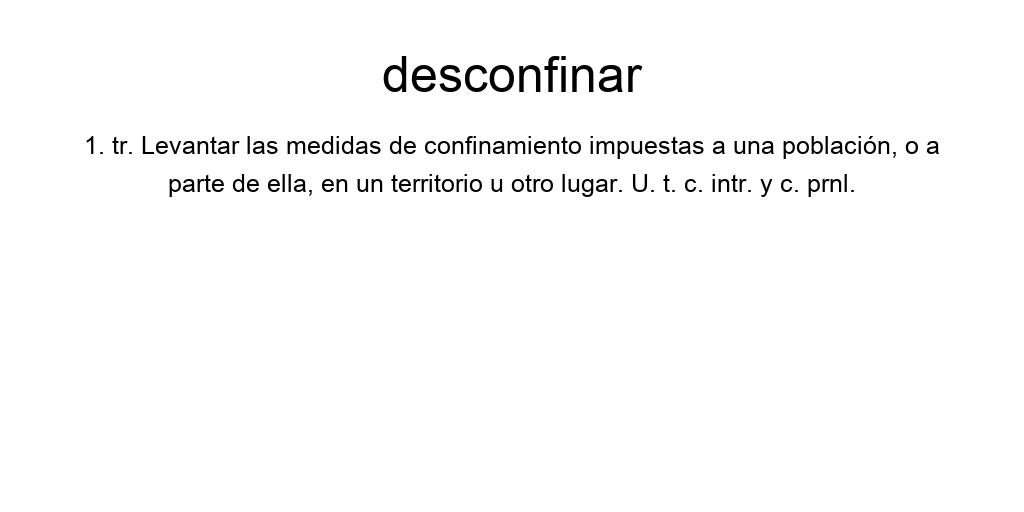 desconfinar
1. tr. Levantar las medidas de confinamiento impuestas a una población, o a
parte de ella, en un territorio u otro lugar. U. t. c. intr. y c. prnl.